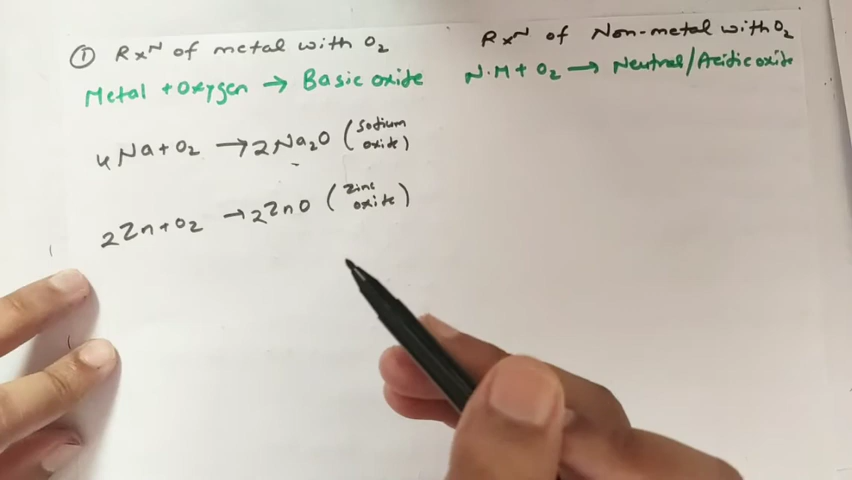 ① Rxᴺ of metal with O₂
Metal + Oxygen → Basic oxide
4Na + O₂ → 2Na₂O (Sodium oxide)
2Zn + O₂ → 2ZnO (Zinc oxide)
Rxᴺ of Non-metal with O₂
N.M + O₂ → Neutral/Acidic oxide